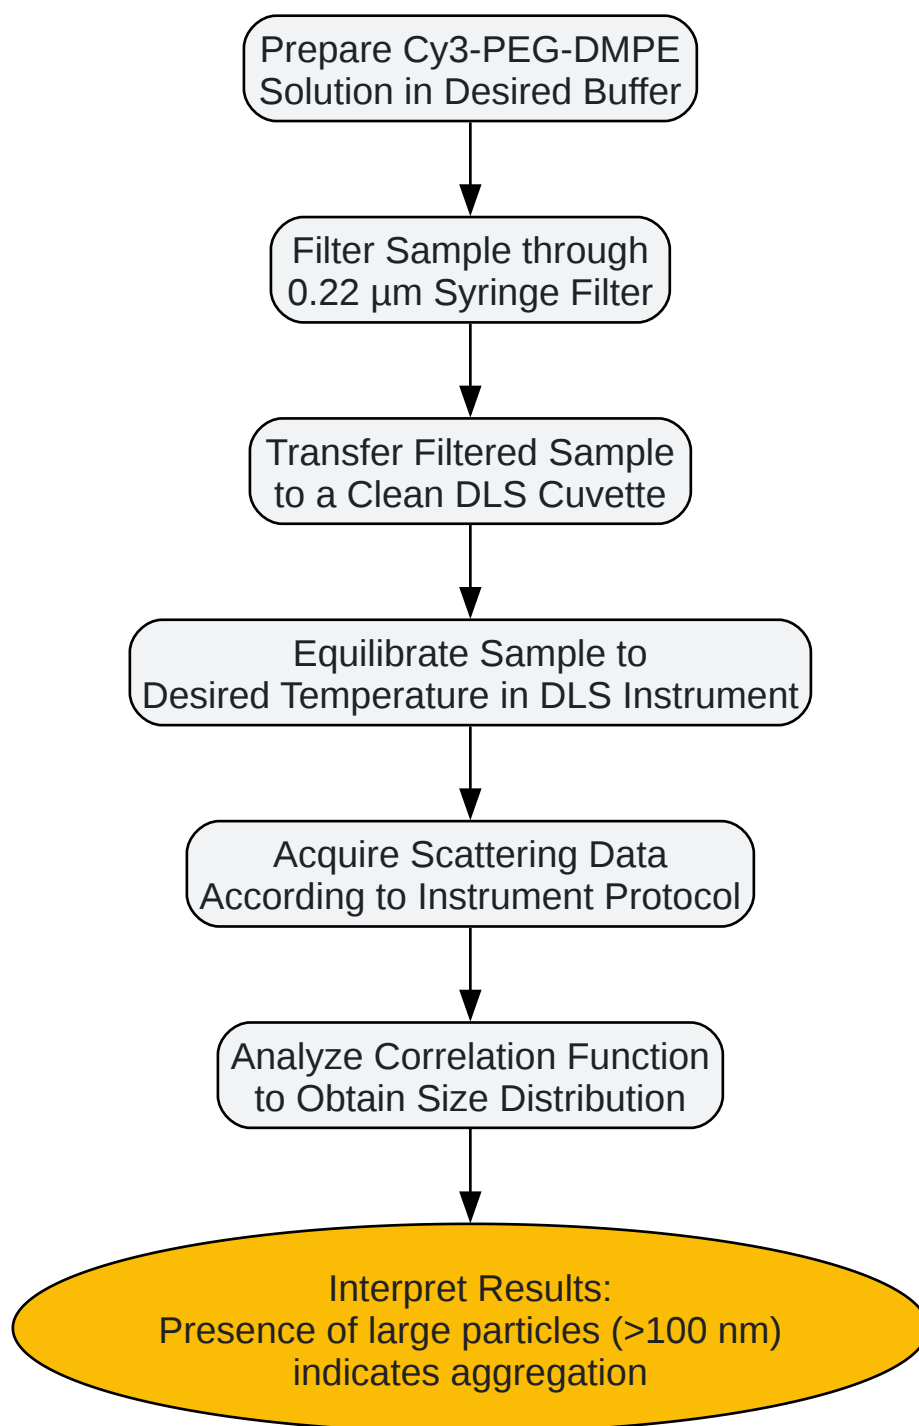 Prepare Cy3-PEG-DMPE
Solution in Desired Buffer
Filter Sample through
0.22 µm Syringe Filter
Transfer Filtered Sample
to a Clean DLS Cuvette
Equilibrate Sample to
Desired Temperature in DLS Instrument
Acquire Scattering Data
According to Instrument Protocol
Analyze Correlation Function
to Obtain Size Distribution
Interpret Results:
Presence of large particles (>100 nm)
indicates aggregation